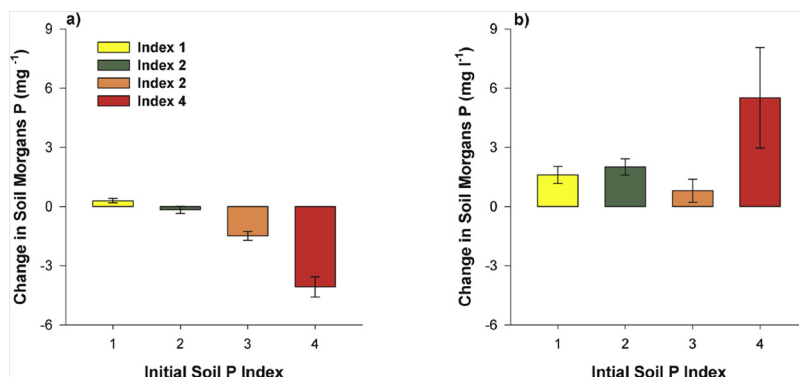 a)
Change in Soil Morgans P (mg -1)
9
6
3
0
-3
-6
Index 1
Index 2
Index 2
Index 4
1 2 3 4
Initial Soil P Index
b)
Change in Soil Morgans P (mg l-1)
9
6
3
0
-3
-6
1 2 3 4
Intial Soil P Index